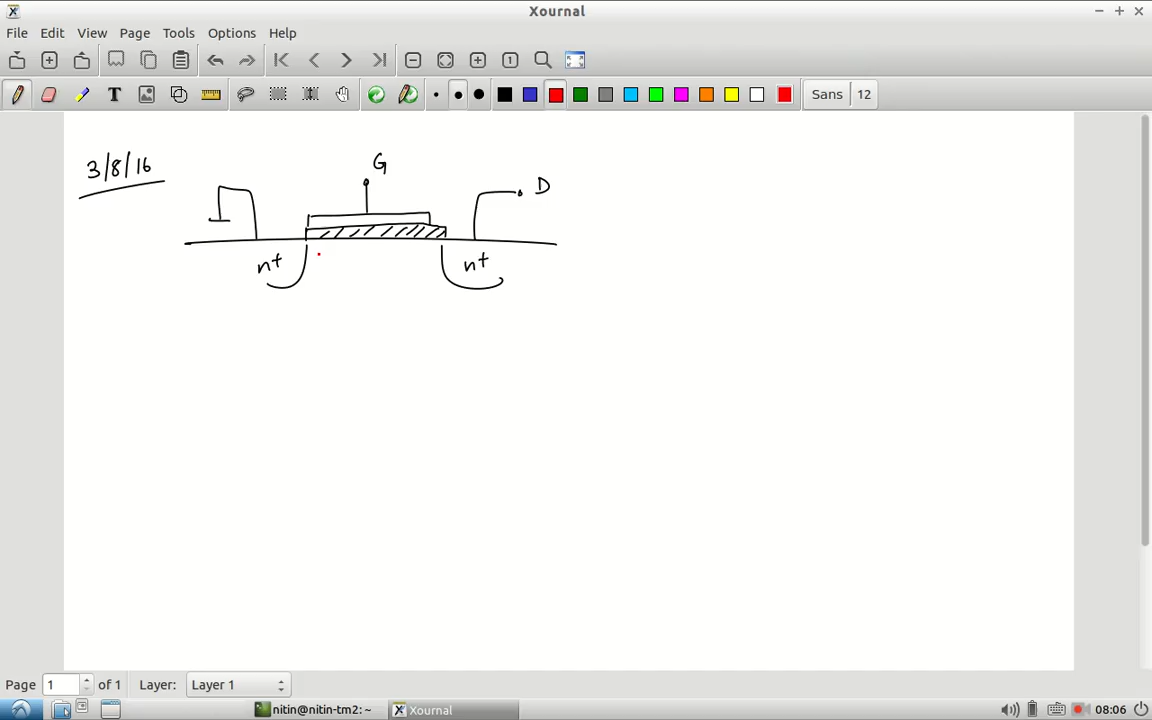 Xournal
File Edit View Page Tools Options Help
Sans 12
3/8/16
G
D
n+ n+
Page 1 of 1 Layer: Layer 1
nitin@nitin-tm2: ~ Xournal 08:06